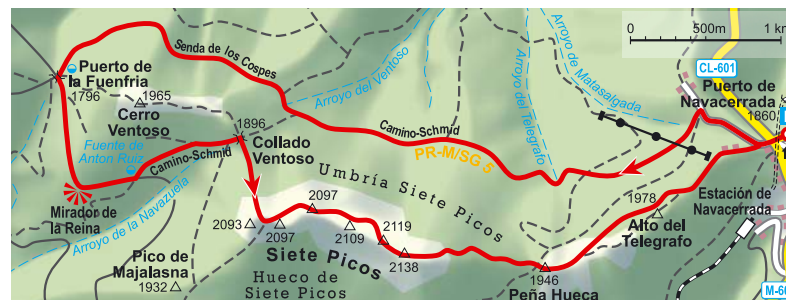 0
500m
1 km
CL-601
Puerto de
Navacerrada
1860
Senda de los Cospes
Puerto de
la Fuenfría
1796
1965
Cerro
Ventoso
Arroyo del Ventoso
Arroyo del Telegrafo
Arroyo de Matasalgada
1896
Collado
Ventoso
Camino-Schmid
PR-M/SG 5
Fuente de
Anton Ruiz
Camino-Schmid
Mirador de
la Reina
Arroyo de la Navazuela
Umbría Siete Picos
2093
2097
2097
2109
2119
2138
Siete Picos
Hueco de
Siete Picos
Pico de
Majalasna
1932
1978
Alto del
Telegrafo
Estación de
Navacerrada
1946
Peña Hueca